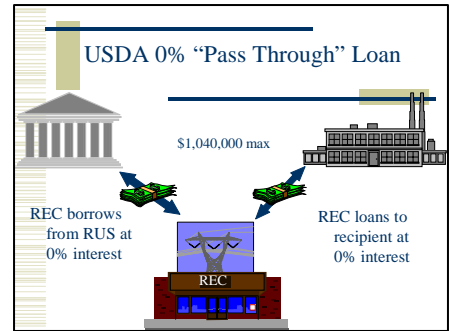 USDA 0% “Pass Through” Loan
$1,040,000 max
REC borrows
from RUS at
0% interest
REC loans to
recipient at
0% interest
REC